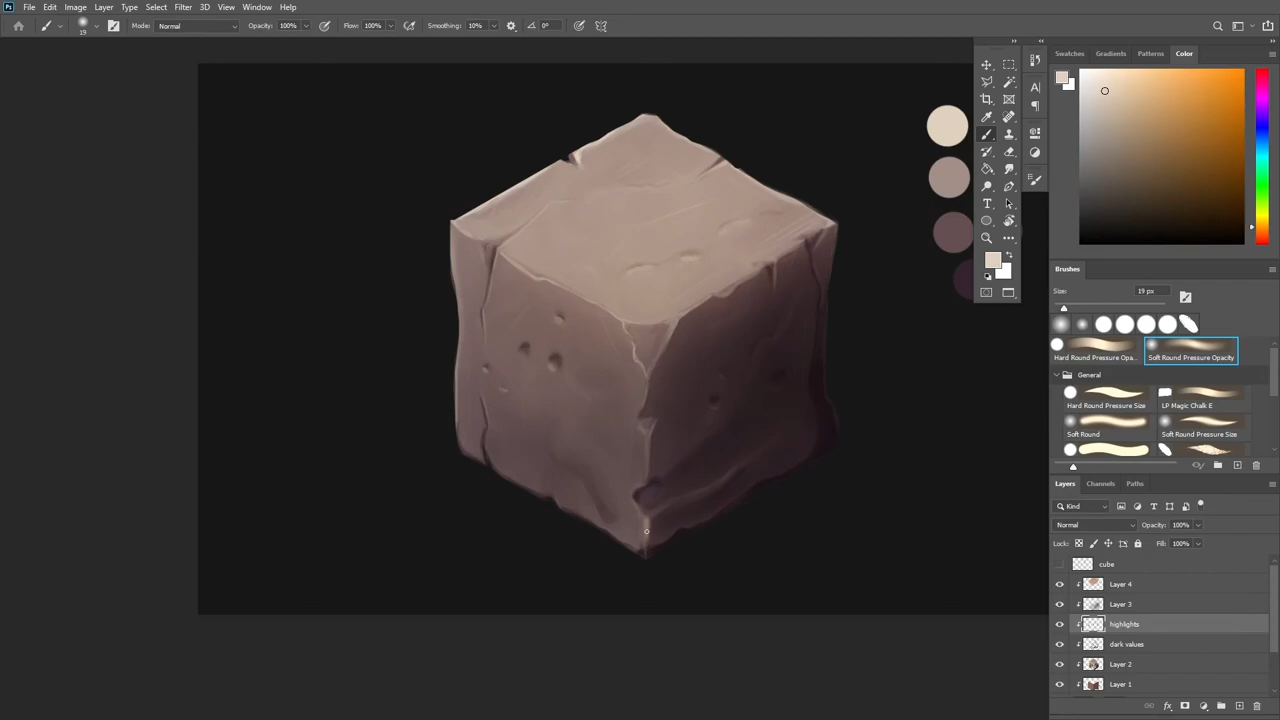 Ps File Edit Image Layer Type Select Filter 3D View Window Help
19 Mode: Normal Opacity: 100% Flow: 100% Smoothing: 10% 0°
Swatches Gradients Patterns Color
Brushes
Size: 19 px
Hard Round Pressure Opa... Soft Round Pressure Opacity
General
Hard Round Pressure Size LP Magic Chalk E
Soft Round Soft Round Pressure Size
Layers Channels Paths
Kind
Normal Opacity: 100%
Lock: Fill: 100%
cube
Layer 4
Layer 3
highlights
dark values
Layer 2
Layer 1